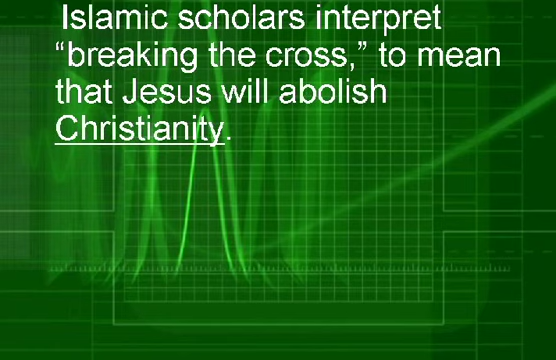 Islamic scholars interpret
“breaking the cross,” to mean
that Jesus will abolish
Christianity.